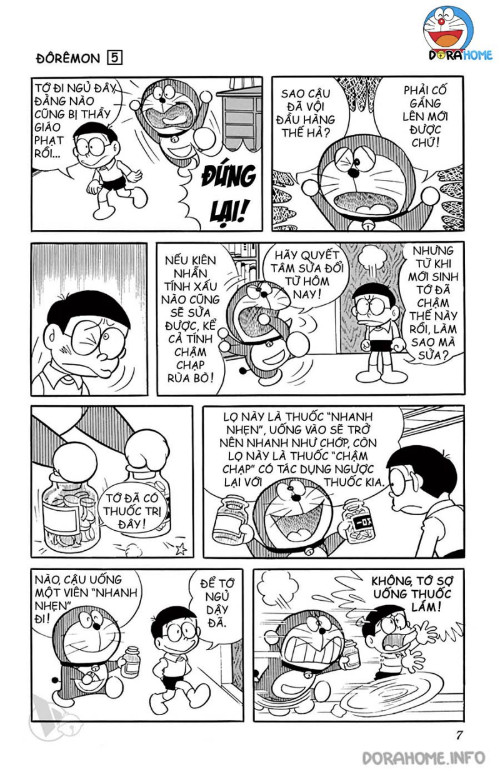 DORAHOME
DORAHOME.INFO
ĐÔRÊMON 5
TỚ ĐI NGỦ ĐÂY,
ĐẰNG NÀO
CŨNG BỊ THẦY
GIÁO
PHẠT
RỒI...
ĐỨNG
LẠI!
SAO CẬU
ĐÃ VỘI
ĐẦU HÀNG
THẾ HẢ?
PHẢI CỐ
GẮNG
LÊN MỚI
ĐƯỢC
CHỨ!
NẾU KIÊN
NHẪN
TÍNH XẤU
NÀO CŨNG
SẼ SỬA
ĐƯỢC, KỂ
CẢ TÍNH
CHẬM
CHẠP
RÙA BÒ!
HÃY QUYẾT
TÂM SỬA ĐỔI
TỪ HÔM
NAY!
NHƯNG
TỪ KHI
MỚI SINH
TỚ ĐÃ
CHẬM
THẾ NÀY
RỒI, LÀM
SAO MÀ
SỬA?
TỚ ĐÃ CÓ
THUỐC TRỊ
ĐÂY!
LỌ NÀY LÀ THUỐC "NHANH
NHẸN", UỐNG VÀO SẼ TRỞ
NÊN NHANH NHƯ CHỚP, CÒN
LỌ NÀY LÀ THUỐC "CHẬM
CHẠP" CÓ TÁC DỤNG NGƯỢC
LẠI VỚI THUỐC KIA.
NÀO, CẬU UỐNG
MỘT VIÊN "NHANH
NHẸN"
ĐI!
ĐỂ TỚ
NGỦ
DẬY
ĐÃ.
KHÔNG, TỚ SỢ
UỐNG THUỐC
LẮM!
7
DORAHOME.INFO